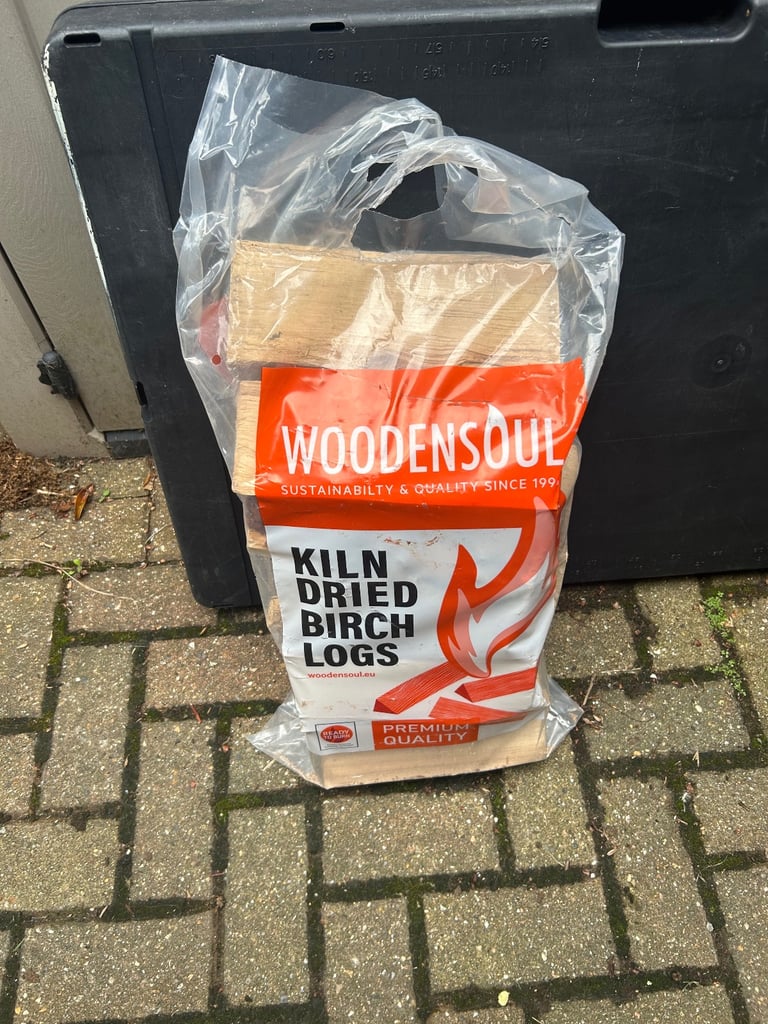 WOODENSOUL
SUSTAINABILTY & QUALITY SINCE 199
KILN
DRIED
BIRCH
LOGS
woodensoul.eu
READY
TO BURN
PREMIUM
QUALITY